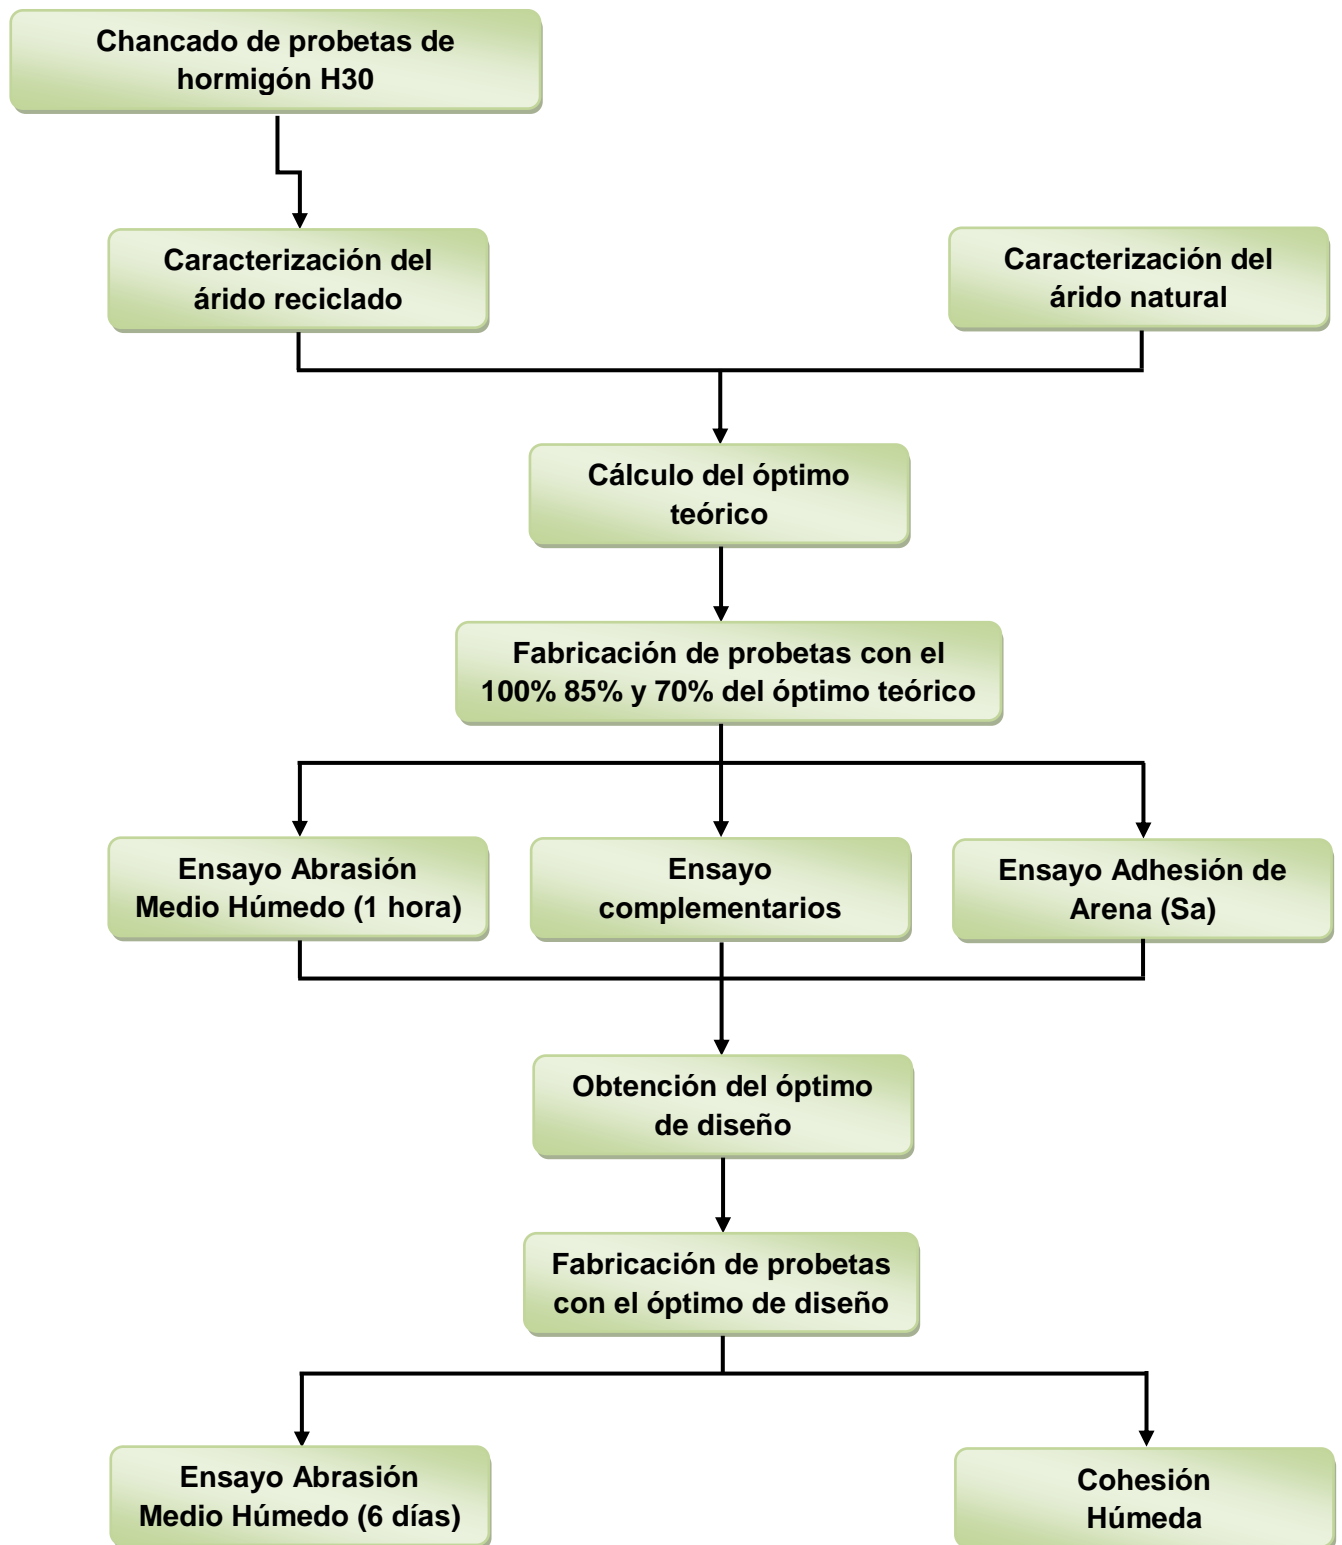 Chancado de probetas de
hormigón H30
Caracterización del
árido reciclado
Caracterización del
árido natural
Cálculo del óptimo
teórico
Fabricación de probetas con el
100% 85% y 70% del óptimo teórico
Ensayo Abrasión
Medio Húmedo (1 hora)
Ensayo
complementarios
Ensayo Adhesión de
Arena (Sa)
Obtención del óptimo
de diseño
Fabricación de probetas
con el óptimo de diseño
Ensayo Abrasión
Medio Húmedo (6 días)
Cohesión
Húmeda